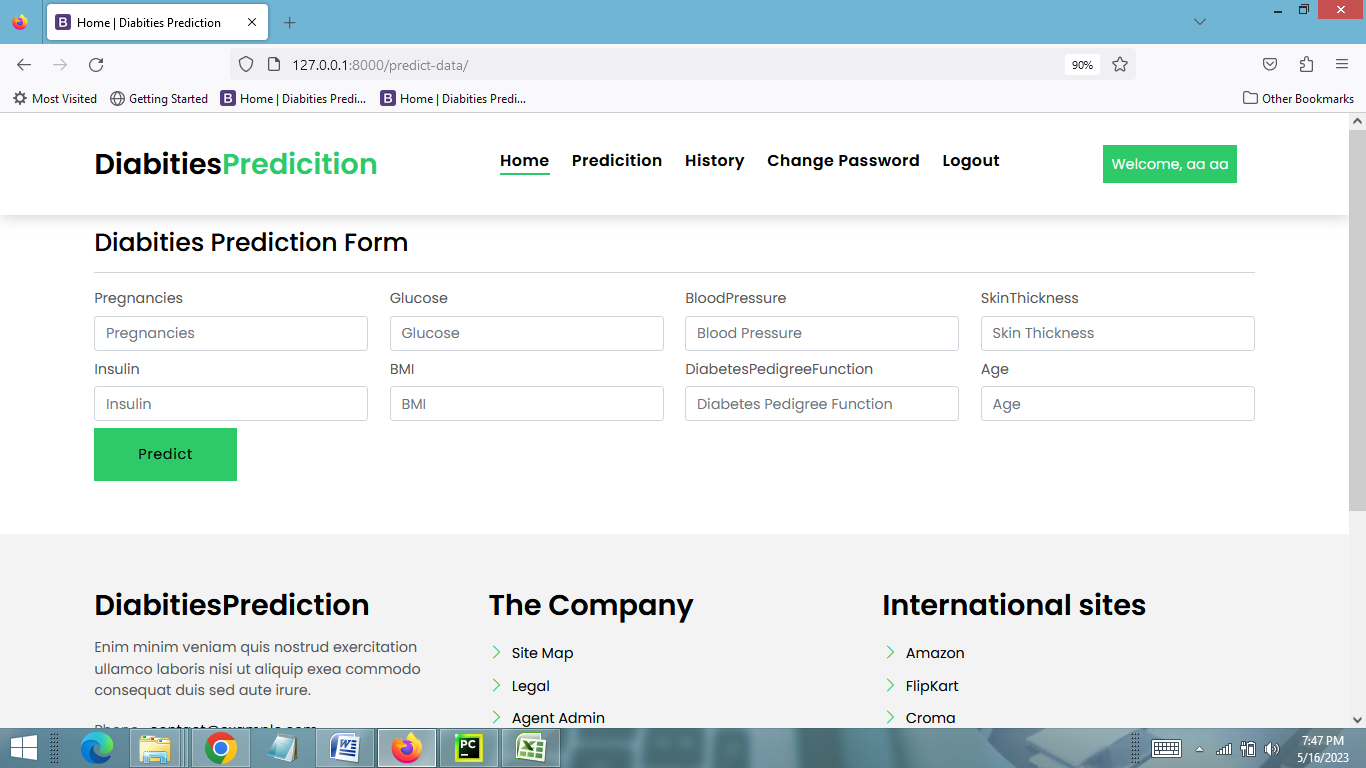 Home | Diabities Prediction
127.0.0.1:8000/predict-data/
90%
Most Visited
Getting Started
Home | Diabities Predi...
Home | Diabities Predi...
Other Bookmarks
DiabitiesPredicition
Home
Predicition
History
Change Password
Logout
Welcome, aa aa
Diabities Prediction Form
Pregnancies
Glucose
BloodPressure
SkinThickness
Pregnancies
Glucose
Blood Pressure
Skin Thickness
Insulin
BMI
DiabetesPedigreeFunction
Age
Insulin
BMI
Diabetes Pedigree Function
Age
Predict
DiabitiesPrediction
The Company
International sites
Enim minim veniam quis nostrud exercitation
ullamco laboris nisi ut aliquip exea commodo
consequat duis sed aute irure.
Site Map
Legal
Agent Admin
Amazon
FlipKart
Croma
Phone. contact@example.com
7:47 PM
5/16/2023